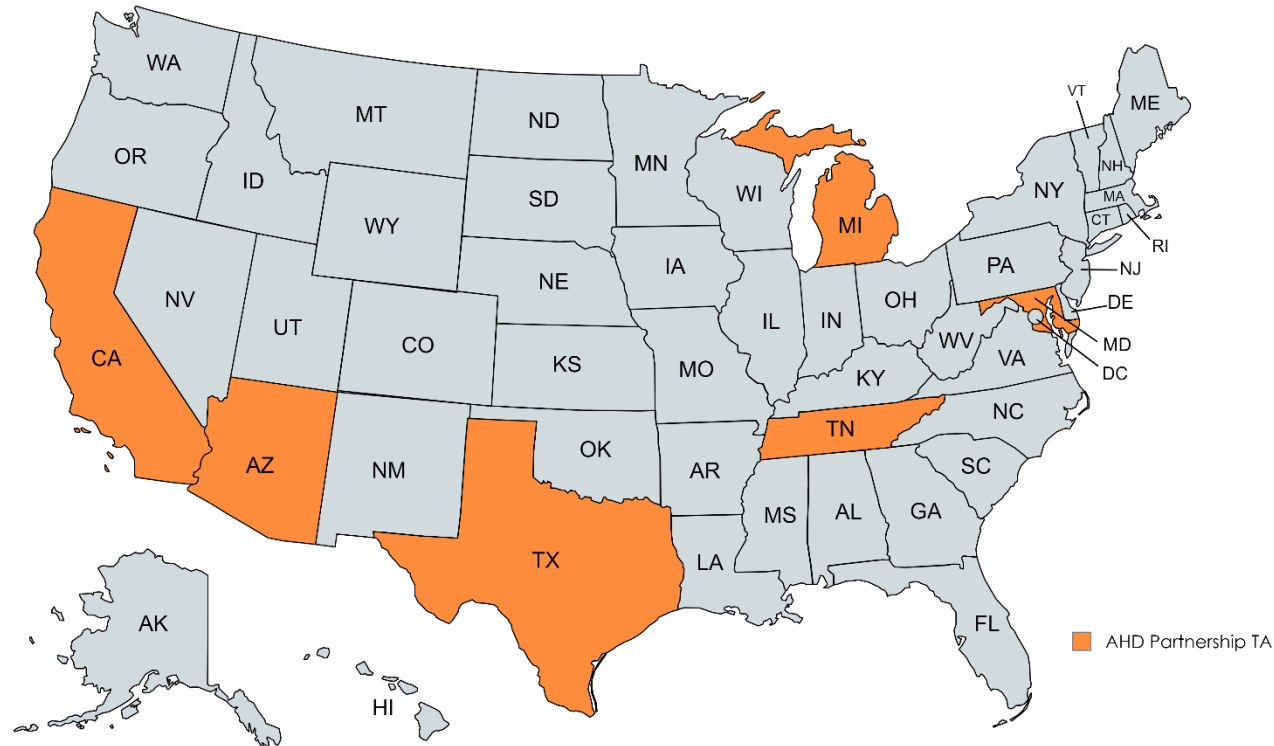 WA
MT
ND
MN
VT
ME
OR
ID
SD
WI
NY
NH
MA
CT
RI
WY
MI
IA
PA
NJ
NE
OH
DE
NV
UT
IL
IN
CA
CO
WV
MD
KS
MO
VA
DC
KY
NC
TN
AZ
OK
NM
AR
SC
MS
AL
GA
TX
LA
AK
FL
AHD Partnership TA
HI